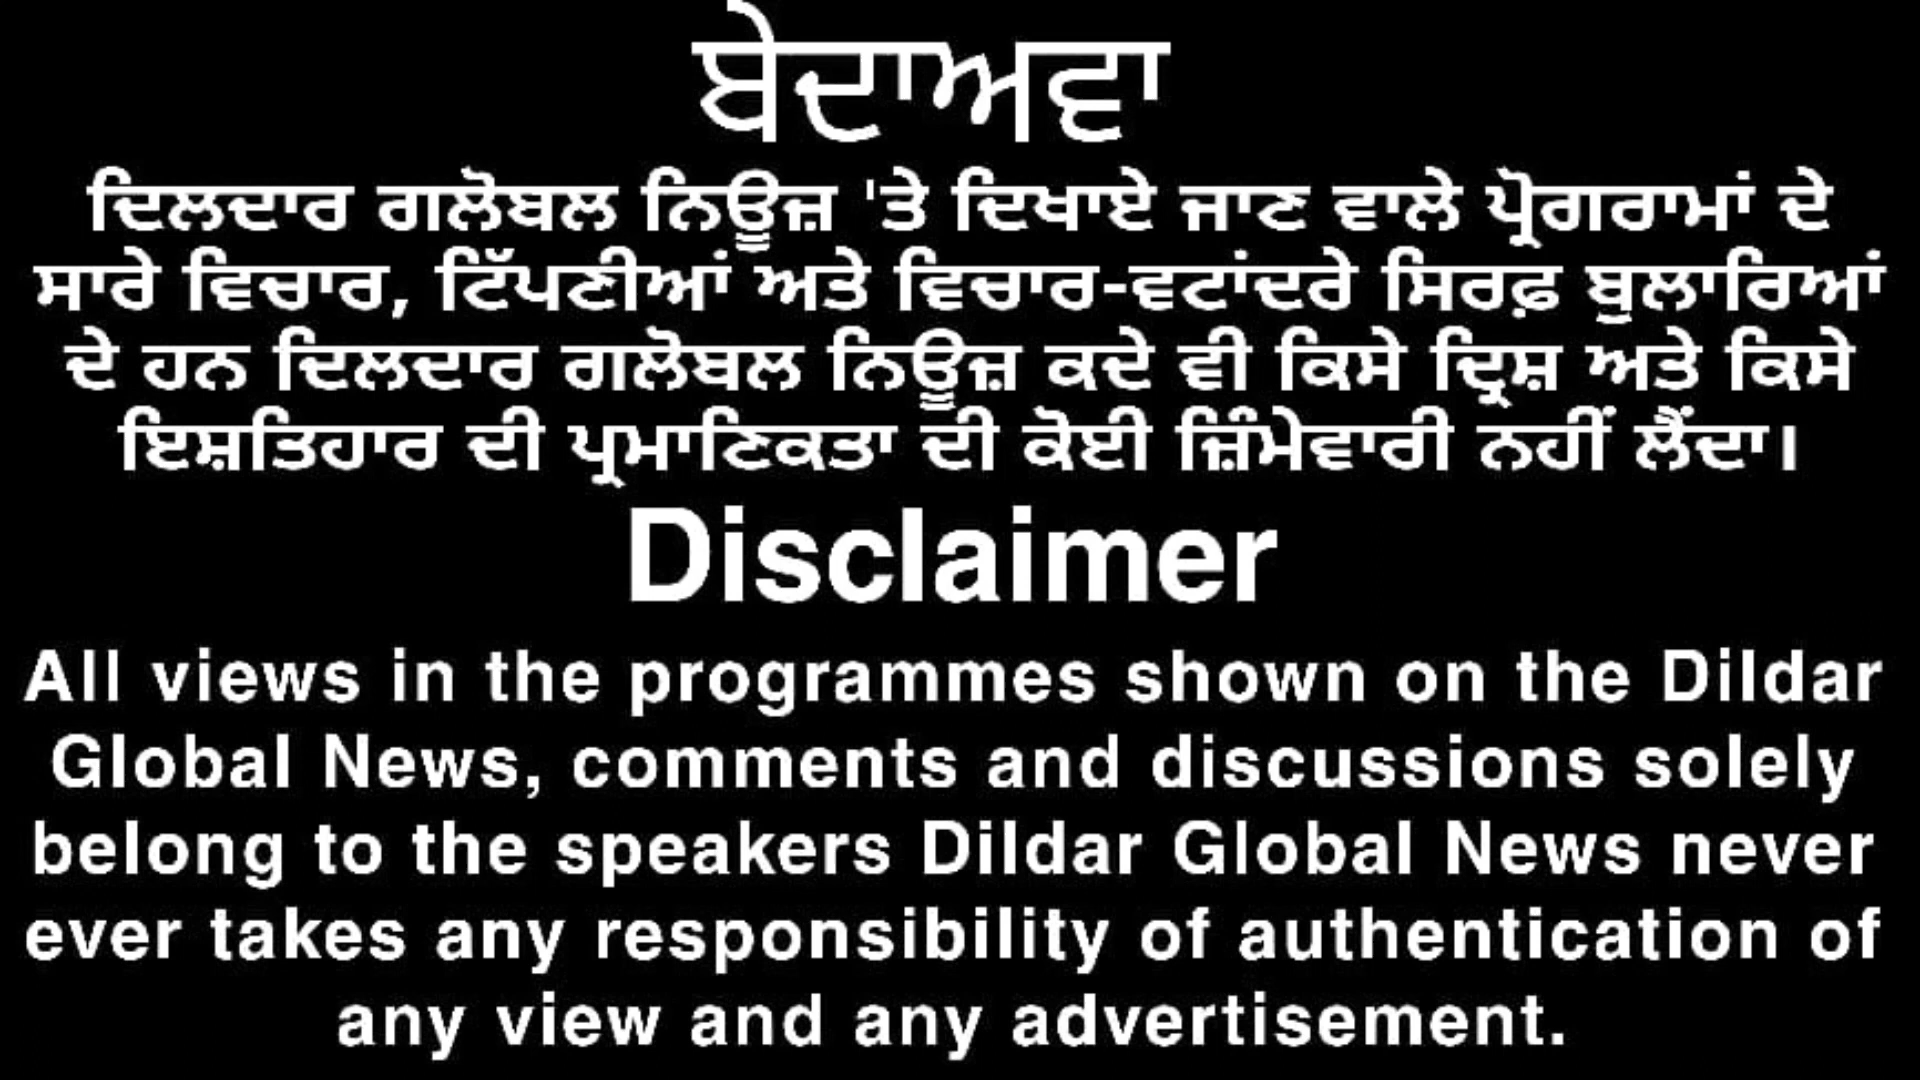 ਬੇਦਾਅਵਾ
ਦਿਲਦਾਰ ਗਲੋਬਲ ਨਿਊਜ਼ 'ਤੇ ਦਿਖਾਏ ਜਾਣ ਵਾਲੇ ਪ੍ਰੋਗਰਾਮਾਂ ਦੇ
ਸਾਰੇ ਵਿਚਾਰ, ਟਿੱਪਣੀਆਂ ਅਤੇ ਵਿਚਾਰ-ਵਟਾਂਦਰੇ ਸਿਰਫ਼ ਬੁਲਾਰਿਆਂ
ਦੇ ਹਨ ਦਿਲਦਾਰ ਗਲੋਬਲ ਨਿਊਜ਼ ਕਦੇ ਵੀ ਕਿਸੇ ਦ੍ਰਿਸ਼ ਅਤੇ ਕਿਸੇ
ਇਸ਼ਤਿਹਾਰ ਦੀ ਪ੍ਰਮਾਣਿਕਤਾ ਦੀ ਕੋਈ ਜ਼ਿੰਮੇਵਾਰੀ ਨਹੀਂ ਲੈਂਦਾ।
Disclaimer
All views in the programmes shown on the Dildar
Global News, comments and discussions solely
belong to the speakers Dildar Global News never
ever takes any responsibility of authentication of
any view and any advertisement.